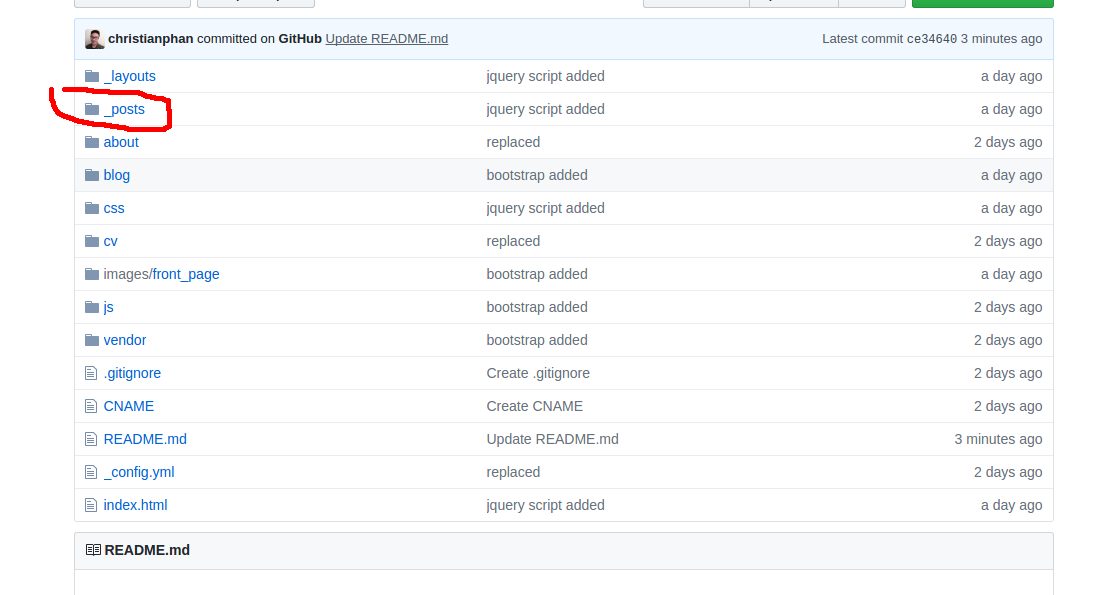 christianphan committed on GitHub Update README.md Latest commit ce34640 3 minutes ago
_layouts jquery script added a day ago
_posts jquery script added a day ago
about replaced 2 days ago
blog bootstrap added a day ago
css jquery script added a day ago
cv replaced 2 days ago
images/front_page bootstrap added a day ago
js bootstrap added 2 days ago
vendor bootstrap added 2 days ago
.gitignore Create .gitignore 2 days ago
CNAME Create CNAME 2 days ago
README.md Update README.md 3 minutes ago
_config.yml replaced 2 days ago
index.html jquery script added a day ago
README.md